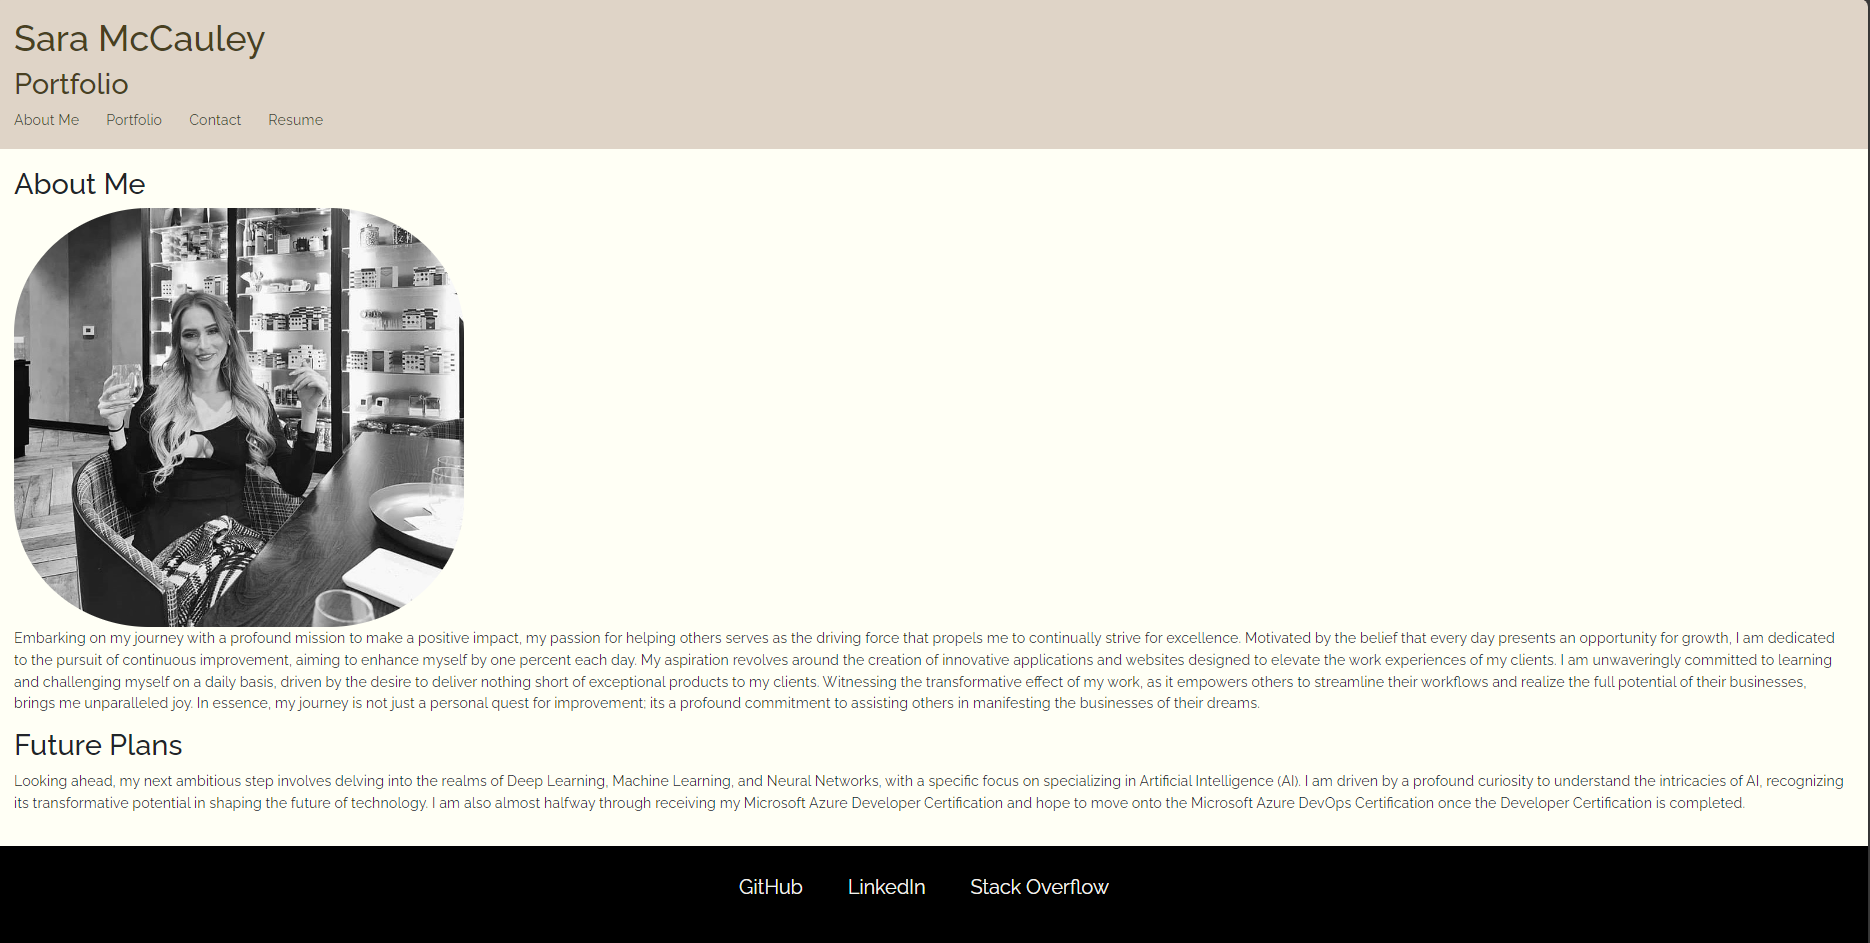 Sara McCauley
Portfolio
About Me Portfolio Contact Resume
About Me
Embarking on my journey with a profound mission to make a positive impact, my passion for helping others serves as the driving force that propels me to continually strive for excellence. Motivated by the belief that every day presents an opportunity for growth, I am dedicated
to the pursuit of continuous improvement, aiming to enhance myself by one percent each day. My aspiration revolves around the creation of innovative applications and websites designed to elevate the work experiences of my clients. I am unwaveringly committed to learning
and challenging myself on a daily basis, driven by the desire to deliver nothing short of exceptional products to my clients. Witnessing the transformative effect of my work, as it empowers others to streamline their workflows and realize the full potential of their businesses,
brings me unparalleled joy. In essence, my journey is not just a personal quest for improvement; its a profound commitment to assisting others in manifesting the businesses of their dreams.
Future Plans
Looking ahead, my next ambitious step involves delving into the realms of Deep Learning, Machine Learning, and Neural Networks, with a specific focus on specializing in Artificial Intelligence (AI). I am driven by a profound curiosity to understand the intricacies of AI, recognizing
its transformative potential in shaping the future of technology. I am also almost halfway through receiving my Microsoft Azure Developer Certification and hope to move onto the Microsoft Azure DevOps Certification once the Developer Certification is completed.
GitHub LinkedIn Stack Overflow